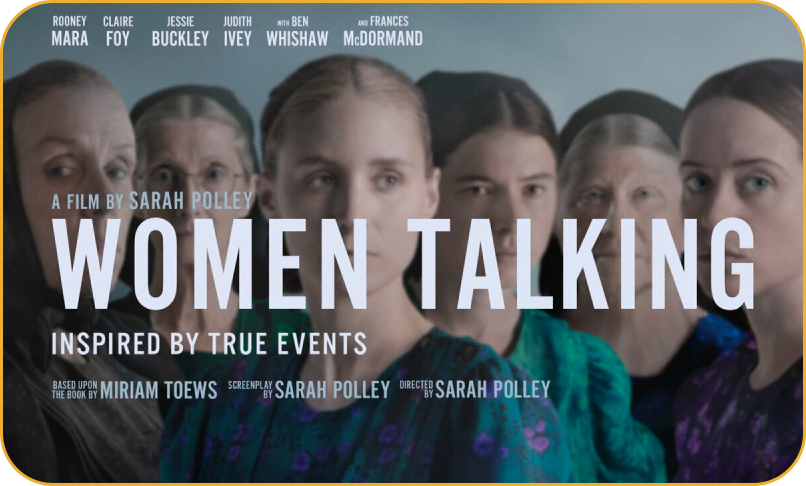 ROONEY MARA CLAIRE FOY JESSIE BUCKLEY JUDITH IVEY WITH BEN WHISHAW AND FRANCES McDORMAND
A FILM BY SARAH POLLEY
WOMEN TALKING
INSPIRED BY TRUE EVENTS
BASED UPON THE BOOK BY MIRIAM TOEWS SCREENPLAY BY SARAH POLLEY DIRECTED BY SARAH POLLEY